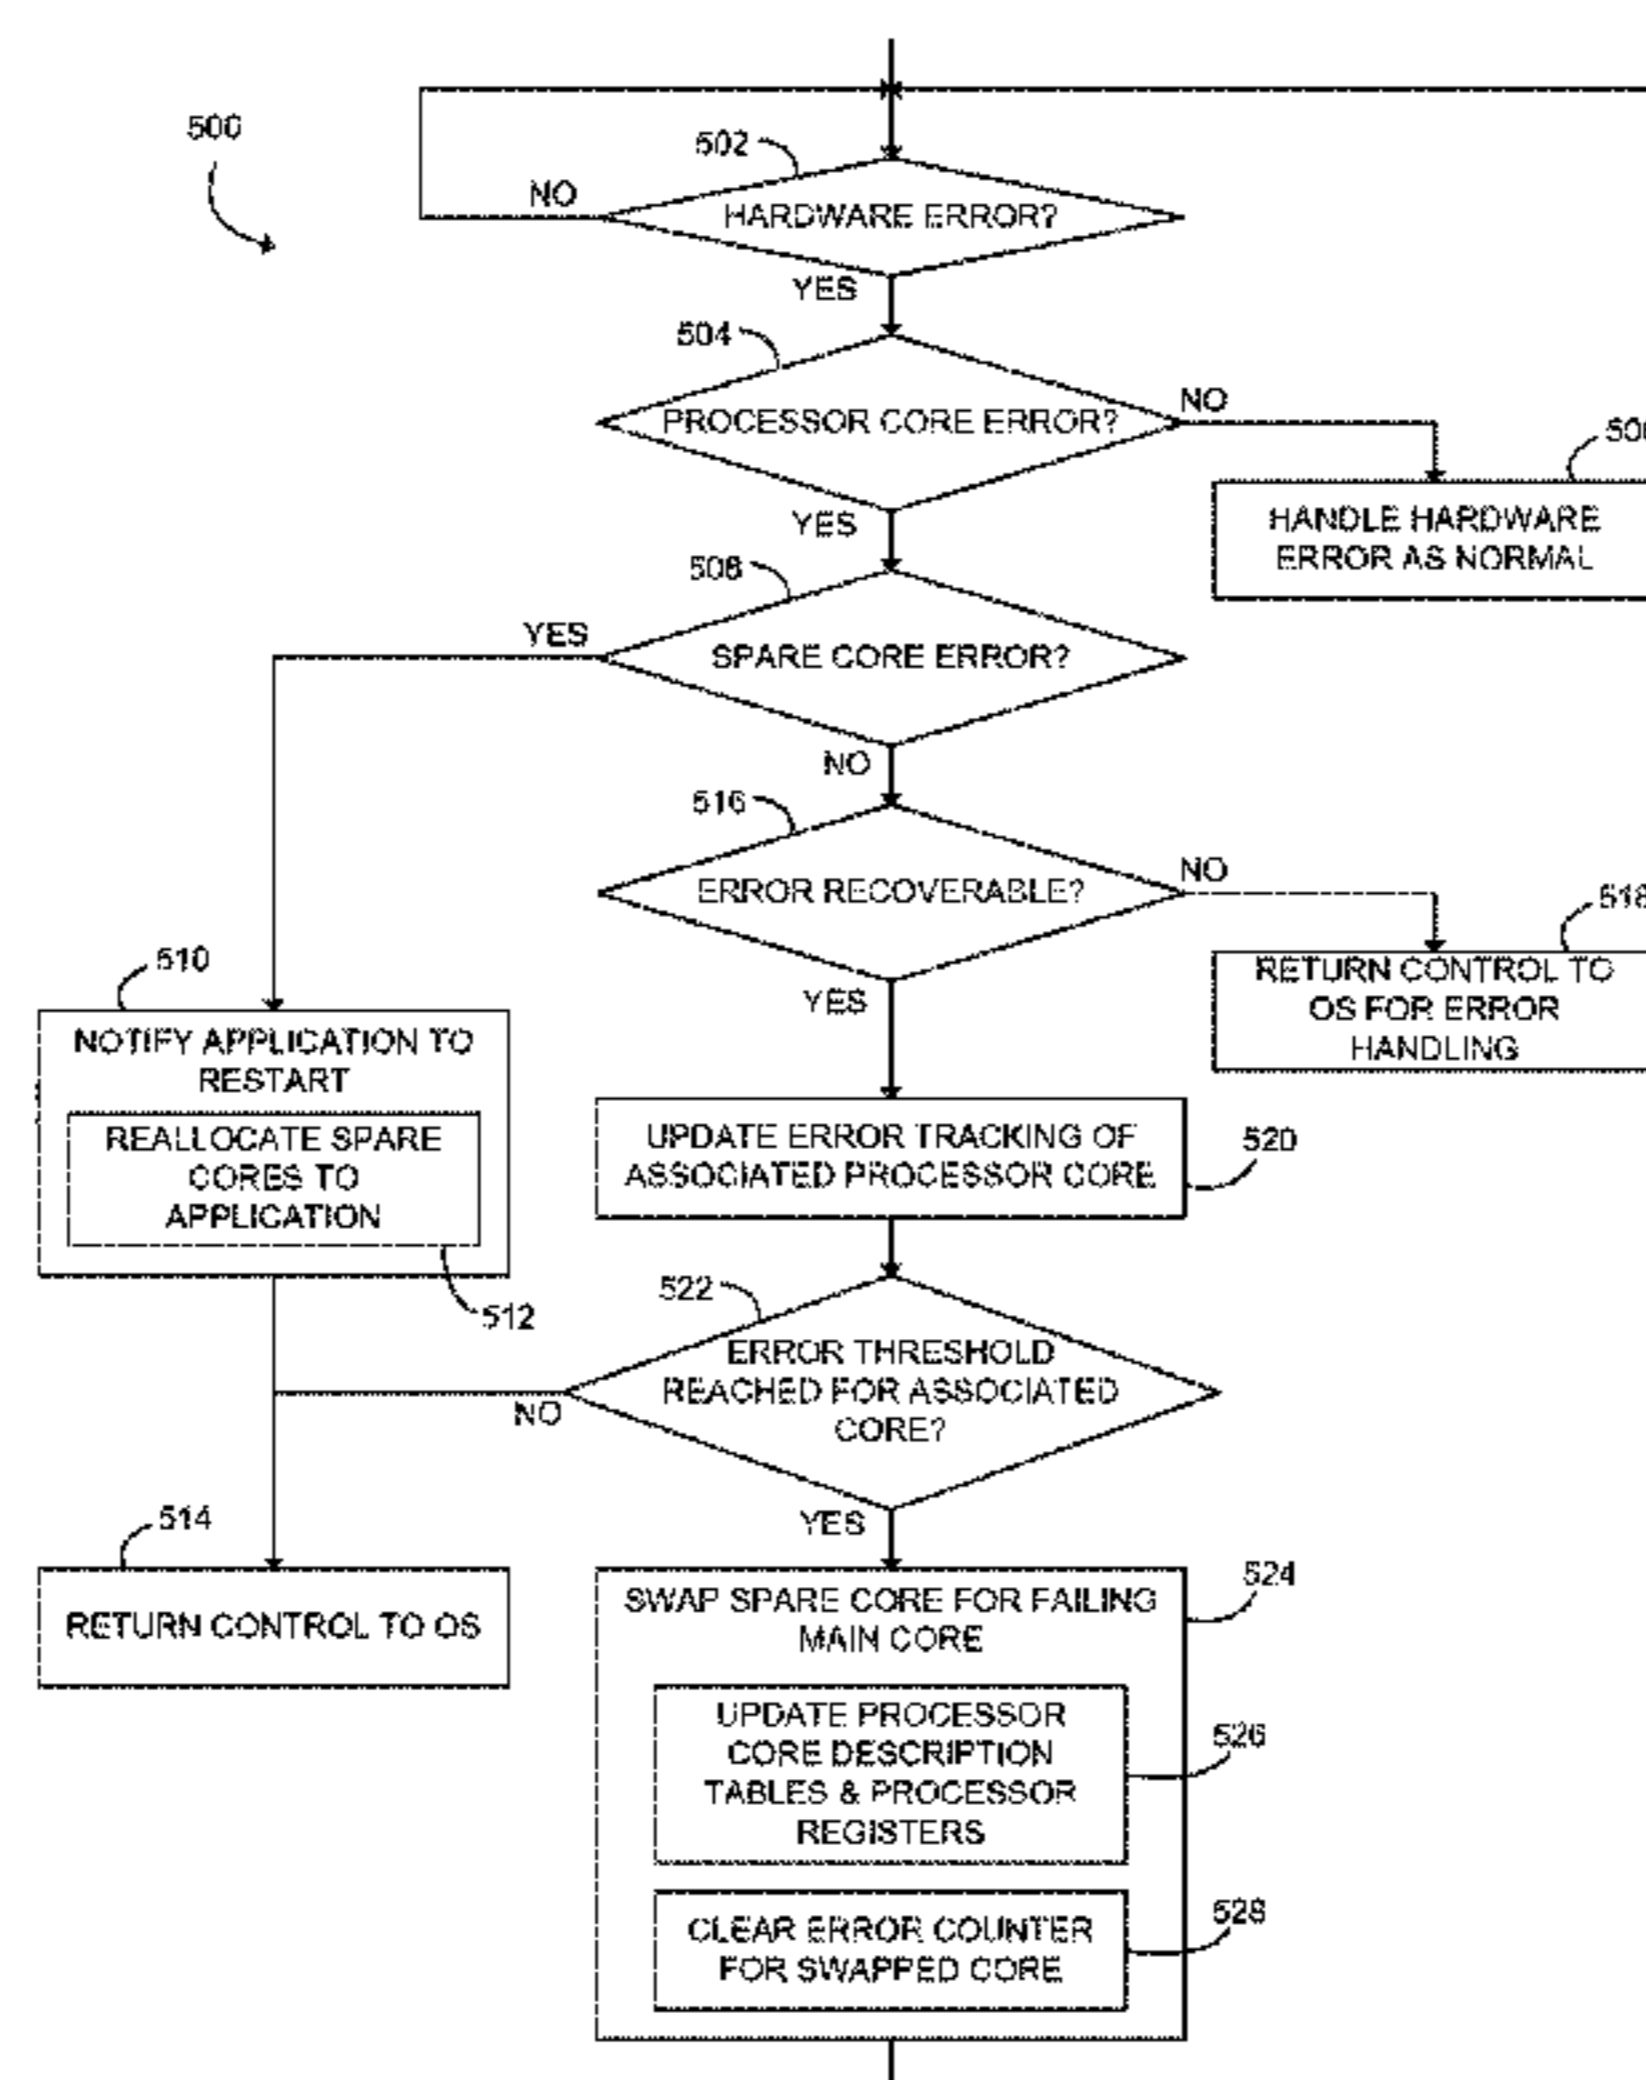 500
502
NO
HARDWARE ERROR?
YES
504
NO
PROCESSOR CORE ERROR?
YES
HANDLE HARDWARE
ERROR AS NORMAL
508
YES
SPARE CORE ERROR?
NO
516
NO
ERROR RECOVERABLE?
518
YES
RETURN CONTROL TO
OS FOR ERROR
HANDLING
510
NOTIFY APPLICATION TO
RESTART
REALLOCATE SPARE
CORES TO
APPLICATION
512
UPDATE ERROR TRACKING OF
ASSOCIATED PROCESSOR CORE
520
522
ERROR THRESHOLD
REACHED FOR ASSOCIATED
CORE?
NO
YES
514
RETURN CONTROL TO OS
524
SWAP SPARE CORE FOR FAILING
MAIN CORE
UPDATE PROCESSOR
CORE DESCRIPTION
TABLES & PROCESSOR
REGISTERS
526
CLEAR ERROR COUNTER
FOR SWAPPED CORE
528